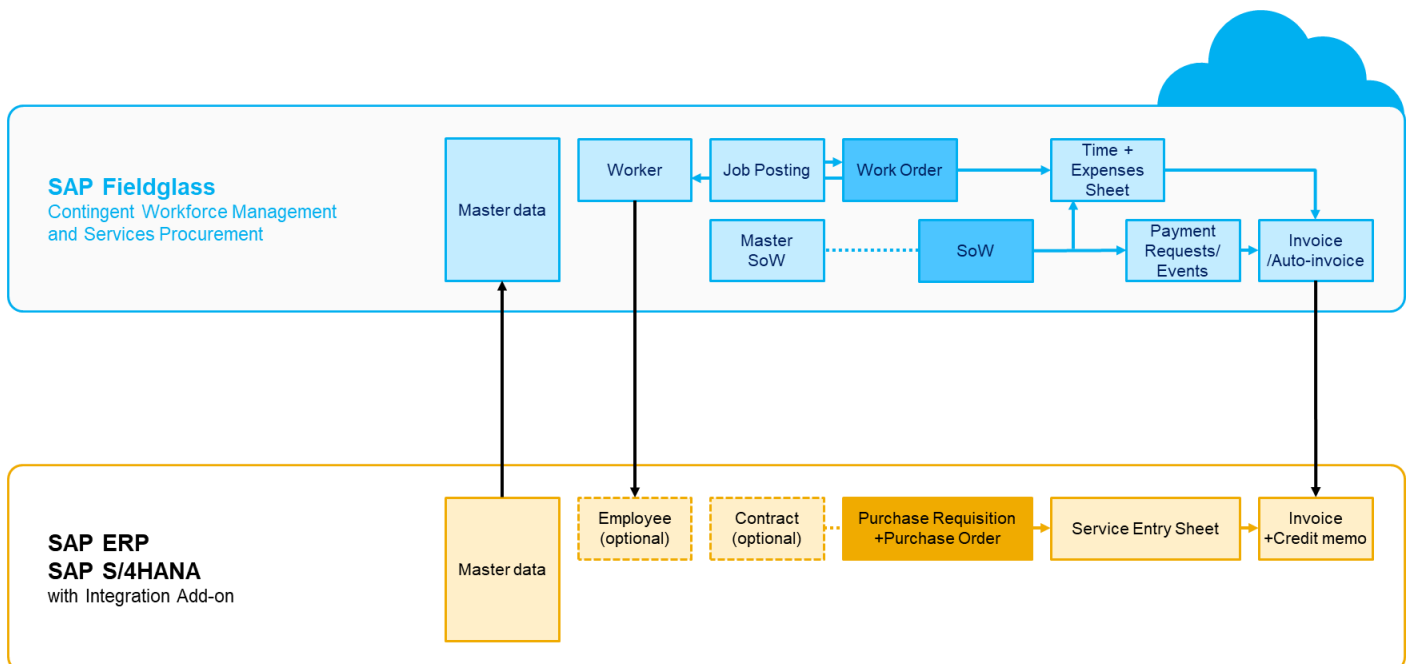 SAP Fieldglass
Contingent Workforce Management
and Services Procurement
Master data
Worker
Job Posting
Work Order
Time +
Expenses
Sheet
Master
SoW
SoW
Payment
Requests/
Events
Invoice
/Auto-invoice
SAP ERP
SAP S/4HANA
with Integration Add-on
Master data
Employee
(optional)
Contract
(optional)
Purchase Requisition
+Purchase Order
Service Entry Sheet
Invoice
+Credit memo